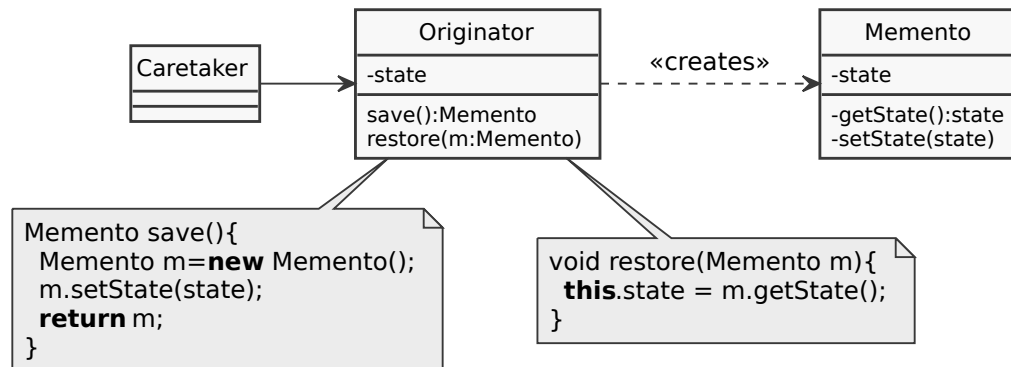 Caretaker
Originator
-state
save():Memento
restore(m:Memento)
«creates»
Memento
-state
-getState():state
-setState(state)
Memento save(){
Memento m=new Memento();
m.setState(state);
return m;
}
void restore(Memento m){
this.state = m.getState();
}